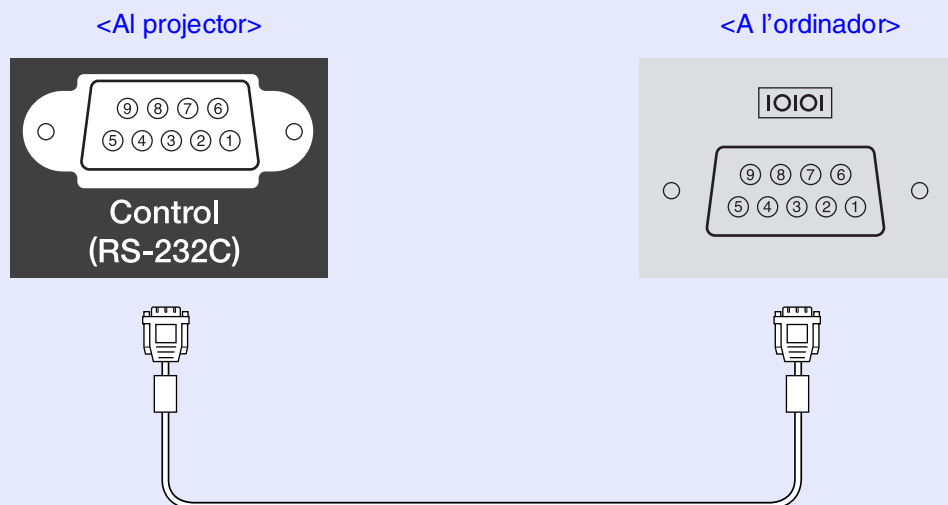 <Al projector>
<A l’ordinador>
9 8 7 6
5 4 3 2 1
Control
(RS-232C)
IOIOI
9 8 7 6
5 4 3 2 1